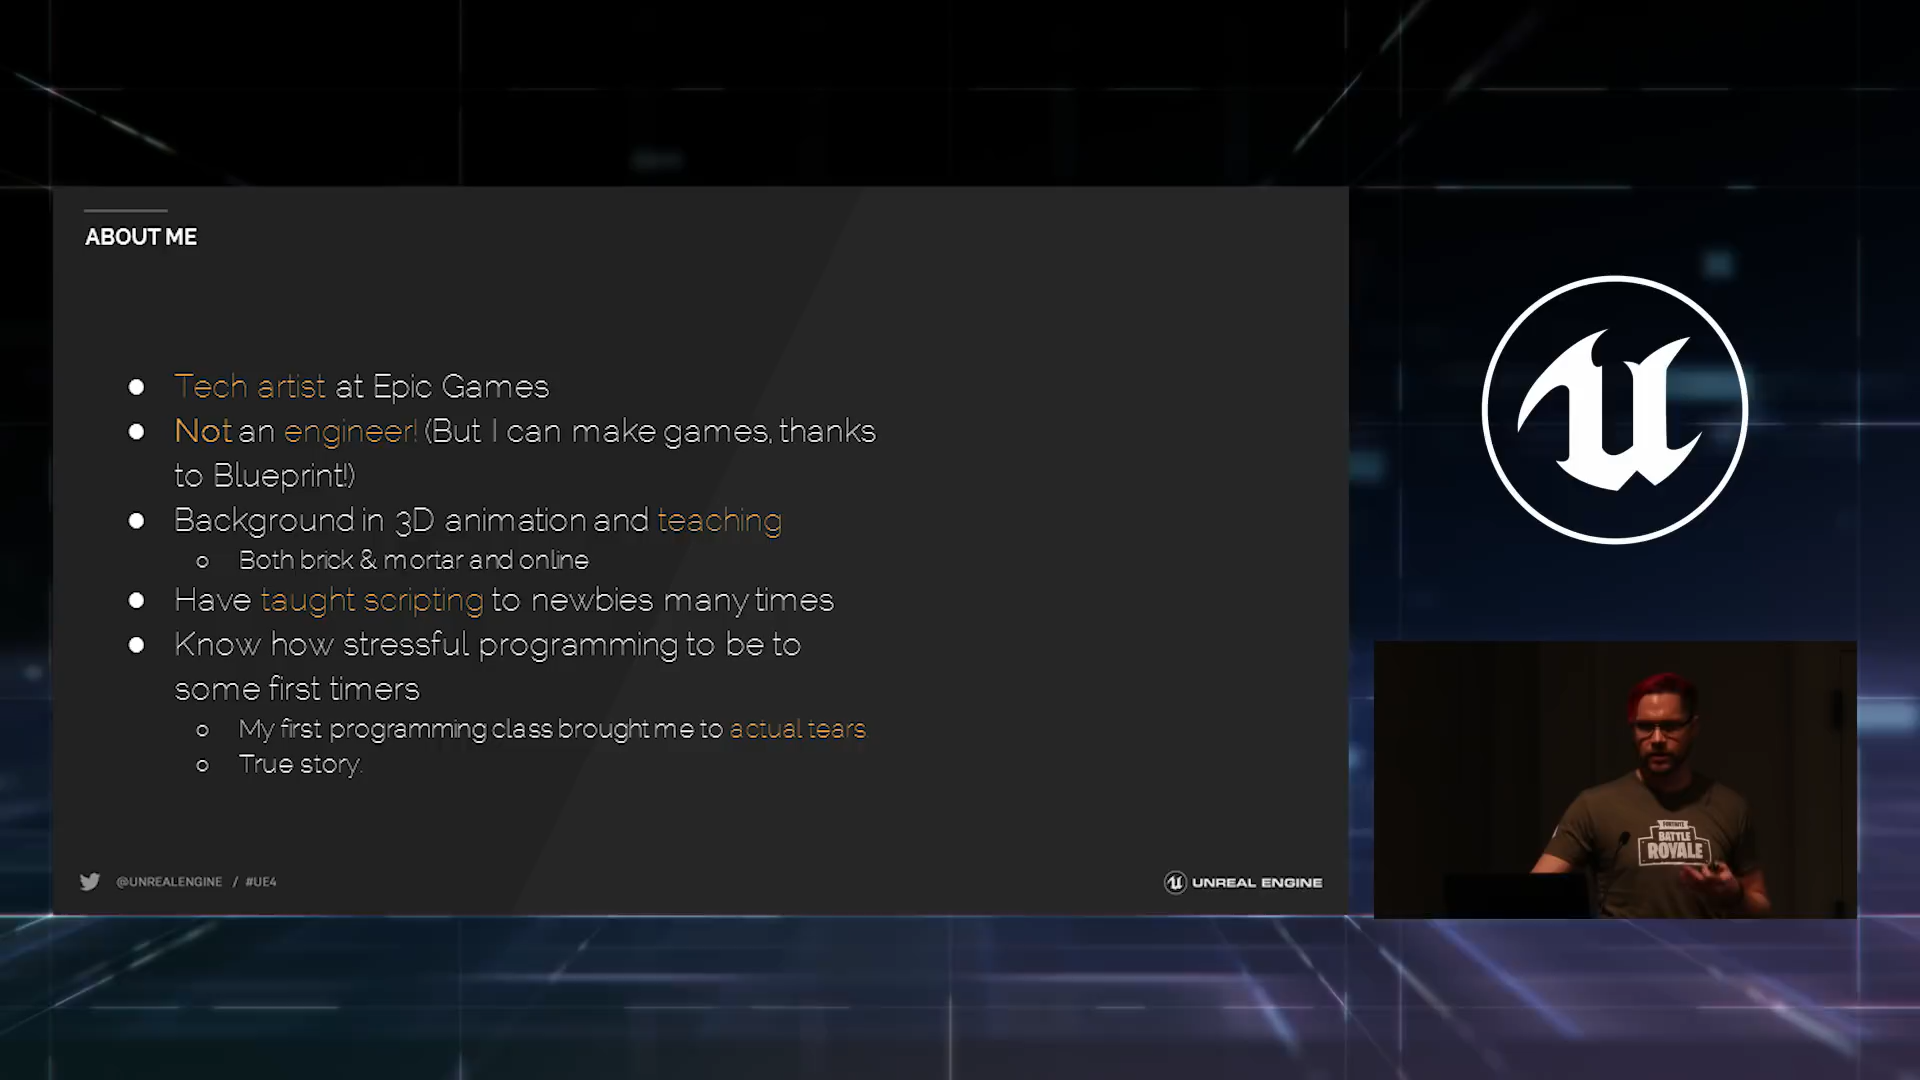 ABOUT ME
● Tech artist at Epic Games
● Not an engineer! (But I can make games, thanks
to Blueprint!)
● Background in 3D animation and teaching
○ Both brick & mortar and online
● Have taught scripting to newbies many times
● Know how stressful programming to be to
some first timers
○ My first programming class brought me to actual tears.
○ True story.
@UNREALENGINE / #UE4
UNREAL ENGINE
FORTNITE
BATTLE
ROYALE